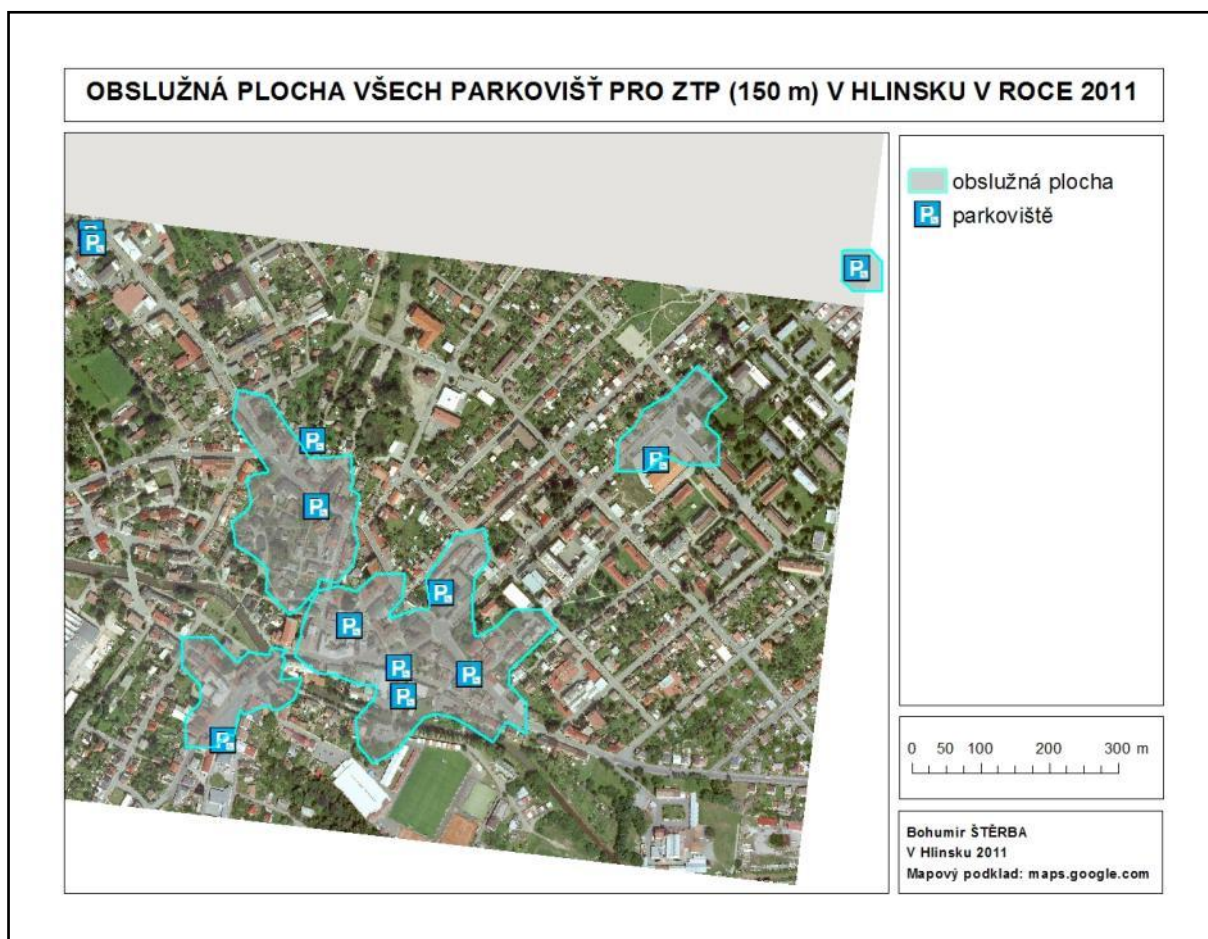 OBSLUŽNÁ PLOCHA VŠECH PARKOVIŠŤ PRO ZTP (150 m) V HLINSKU V ROCE 2011
obslužná plocha
P parkoviště
0 50 100 200 300 m
Bohumir ŠTĚRBA
V Hlinsku 2011
Mapový podklad: maps.google.com
P
P
P
P
P
P
P
P
P
P
P
P